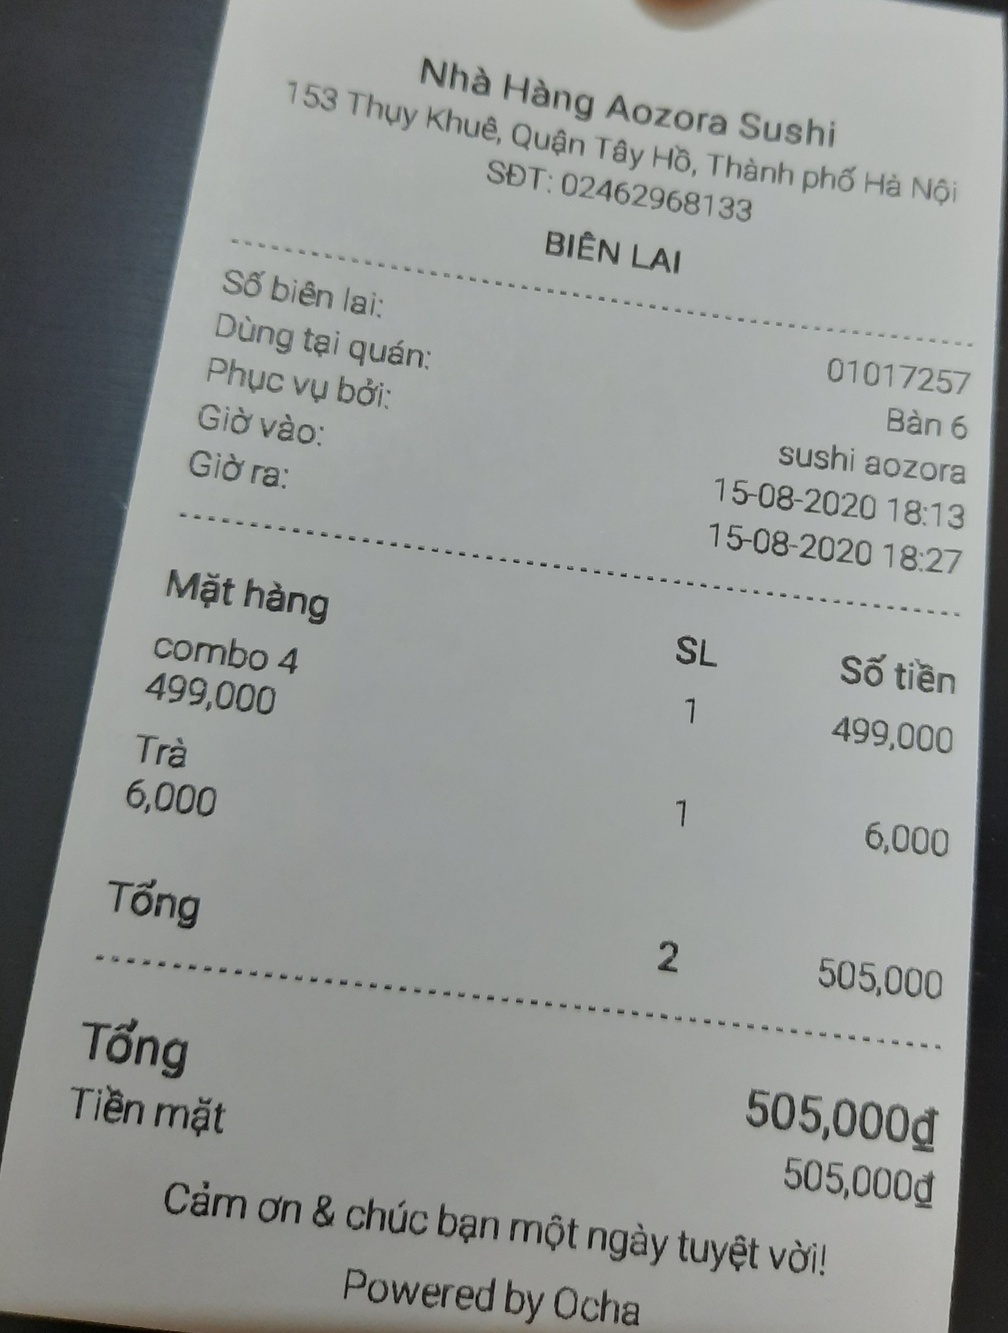 Nhà Hàng Aozora Sushi
153 Thụy Khuê, Quận Tây Hồ, Thành phố Hà Nội
SĐT: 02462968133
BIÊN LAI
Số biên lai: 01017257
Dùng tại quán: Bàn 6
Phục vụ bởi: sushi aozora
Giờ vào: 15-08-2020 18:13
Giờ ra: 15-08-2020 18:27
Mặt hàng SL Số tiền
combo 4
499,000 1 499,000
Trà
6,000 1 6,000
Tổng 2 505,000
Tổng 505,000₫
Tiền mặt 505,000₫
Cảm ơn & chúc bạn một ngày tuyệt vời!
Powered by Ocha